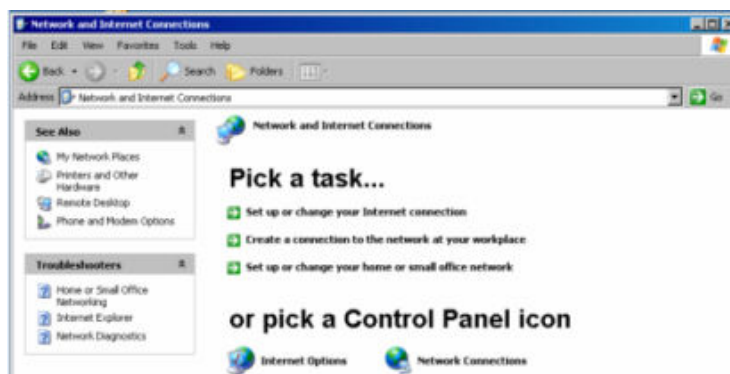 Network and Internet Connections
File Edit View Favorites Tools Help
Back Search Folders
Address Network and Internet Connections Go
See Also
My Network Places
Printers and Other
Hardware
Remote Desktop
Phone and Modem Options
Troubleshooters
Home or Small Office
Networking
Internet Explorer
Network Diagnostics
Network and Internet Connections
Pick a task...
Set up or change your Internet connection
Create a connection to the network at your workplace
Set up or change your home or small office network
or pick a Control Panel icon
Internet Options Network Connections